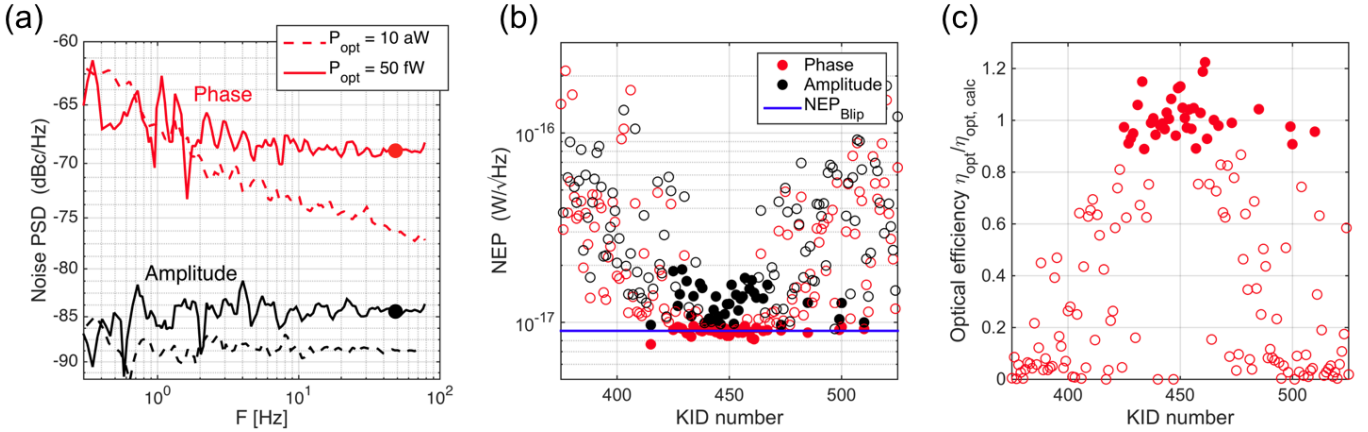 (a)
-60
-65
-70
-75
-80
-85
-90
Noise PSD (dBc/Hz)
P_opt = 10 aW
P_opt = 50 fW
Phase
Amplitude
10^0
10^1
10^2
F [Hz]
(b)
10^-16
10^-17
NEP (W/√Hz)
Phase
Amplitude
NEP_Blip
400
450
500
KID number
(c)
1.2
1
0.8
0.6
0.4
0.2
0
Optical efficiency η_opt/η_opt, calc
400
450
500
KID number